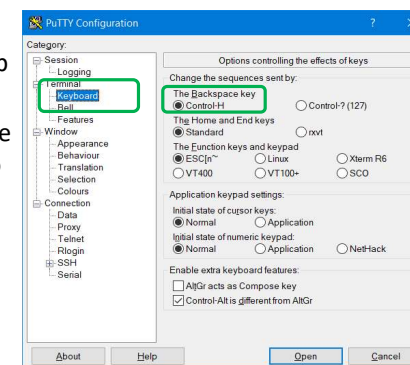 PuTTY Configuration ?
Category:
Session
Logging
Terminal
Keyboard
Bell
Features
Window
Appearance
Behaviour
Translation
Selection
Colours
Connection
Data
Proxy
Telnet
Rlogin
SSH
Serial
Options controlling the effects of keys
Change the sequences sent by:
The Backspace key
Control-H Control-? (127)
The Home and End keys
Standard rxvt
The Function keys and keypad
ESC[n~ Linux Xterm R6
VT400 VT100+ SCO
Application keypad settings:
Initial state of cursor keys:
Normal Application
Initial state of numeric keypad:
Normal Application NetHack
Enable extra keyboard features:
AltGr acts as Compose key
Control-Alt is different from AltGr
About Help Open Cancel